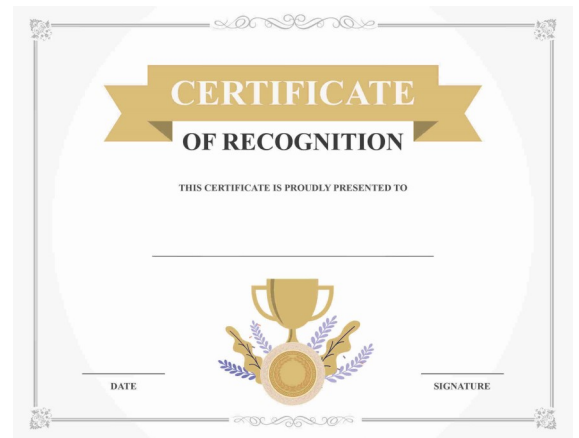 CERTIFICATE
OF RECOGNITION
THIS CERTIFICATE IS PROUDLY PRESENTED TO
DATE
SIGNATURE